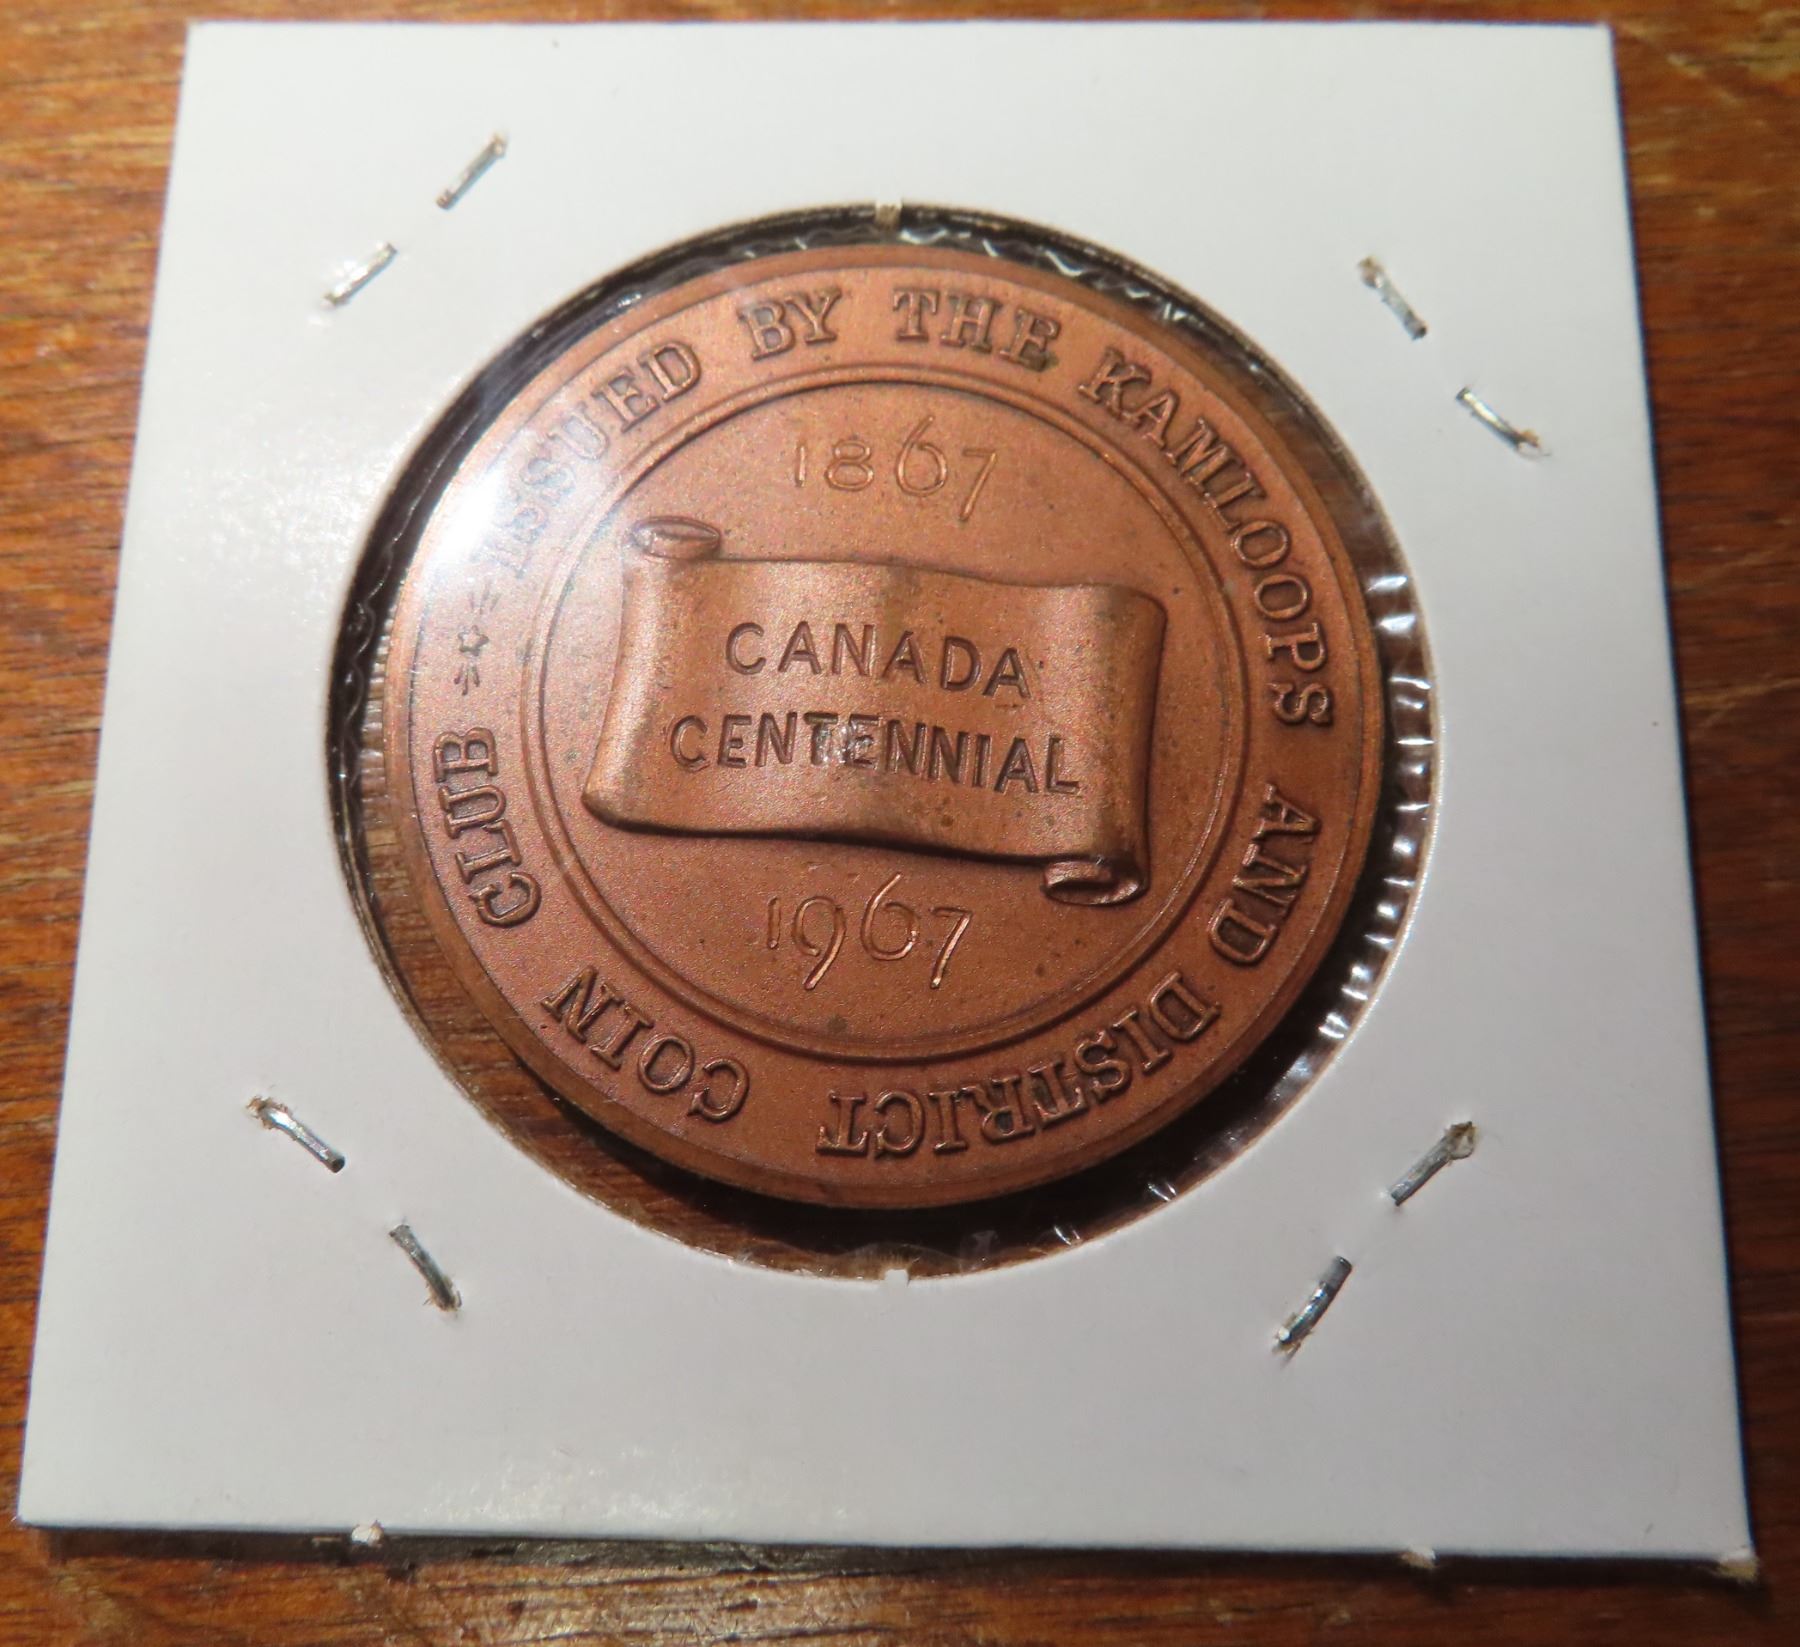 ISSUED BY THE KAMLOOPS AND DISTRICT COIN CLUB
1867
CANADA
CENTENNIAL
1967